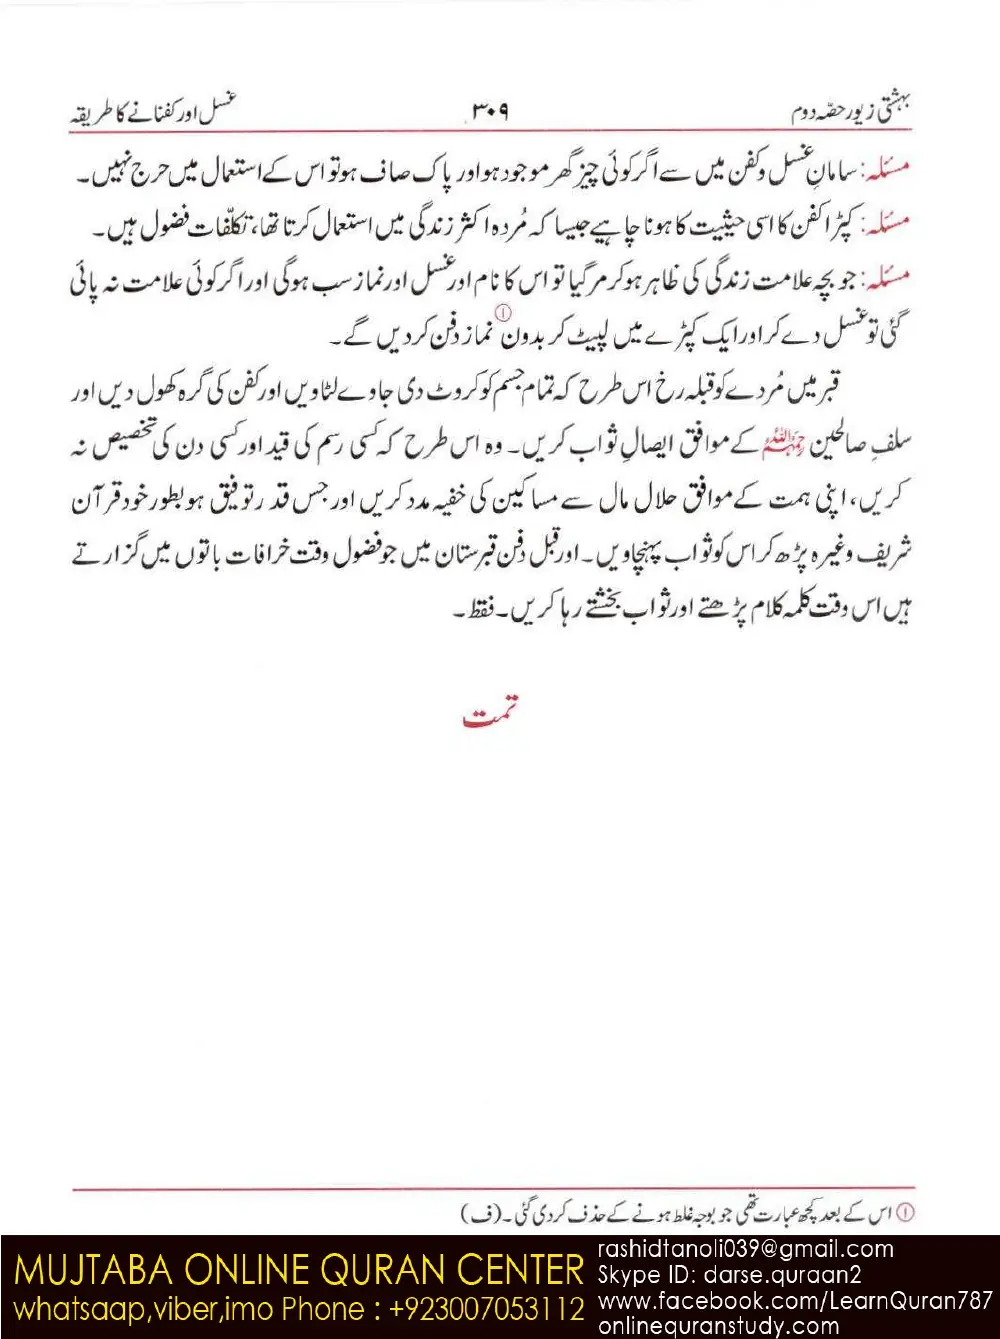 بہشتی زیور حصّہ دوم ۳۰۹ غسل اور کفنانے کا طریقہ
مسئلہ: سامانِ غسل و کفن میں سے اگر کوئی چیز گھر موجود ہو اور پاک صاف ہو تو اس کے استعمال میں حرج نہیں۔
مسئلہ: کپڑا کفن کا اسی حیثیت کا ہونا چاہیے جیسا کہ مُردہ اکثر زندگی میں استعمال کرتا تھا، تکلّفات فضول ہیں۔
مسئلہ: جو بچہ علامت زندگی کی ظاہر ہو کر مر گیا تو اس کا نام اور غسل اور نماز سب ہوگی اور اگر کوئی علامت نہ پائی
گئی تو غسل دے کر اور ایک کپڑے میں لپیٹ کر بدون ① نماز دفن کر دیں گے۔
قبر میں مُردے کو قبلہ رخ اس طرح کہ تمام جسم کو کروٹ دی جاوے لٹاویں اور کفن کی گرہ کھول دیں اور
سلفِ صالحین رحمہم اللہ کے موافق ایصالِ ثواب کریں۔ وہ اس طرح کہ کسی رسم کی قید اور کسی دن کی تخصیص نہ
کریں، اپنی ہمت کے موافق حلال مال سے مساکین کی خفیہ مدد کریں اور جس قدر توفیق ہو بطور خود قرآن
شریف وغیرہ پڑھ کر اس کو ثواب پہنچاویں۔ اور قبل دفن قبرستان میں جو فضول وقت خرافات باتوں میں گزارتے
ہیں اس وقت کلمہ کلام پڑھتے اور ثواب بخشتے رہا کریں۔ فقط۔
تمت
① اس کے بعد کچھ عبارت تھی جو بوجہ غلط ہونے کے حذف کر دی گئی۔ (ف)
MUJTABA ONLINE QURAN CENTER
whatsaap,viber,imo Phone : +923007053112
rashidtanoli039@gmail.com
Skype ID: darse.quraan2
www.facebook.com/LearnQuran787
onlinequranstudy.com